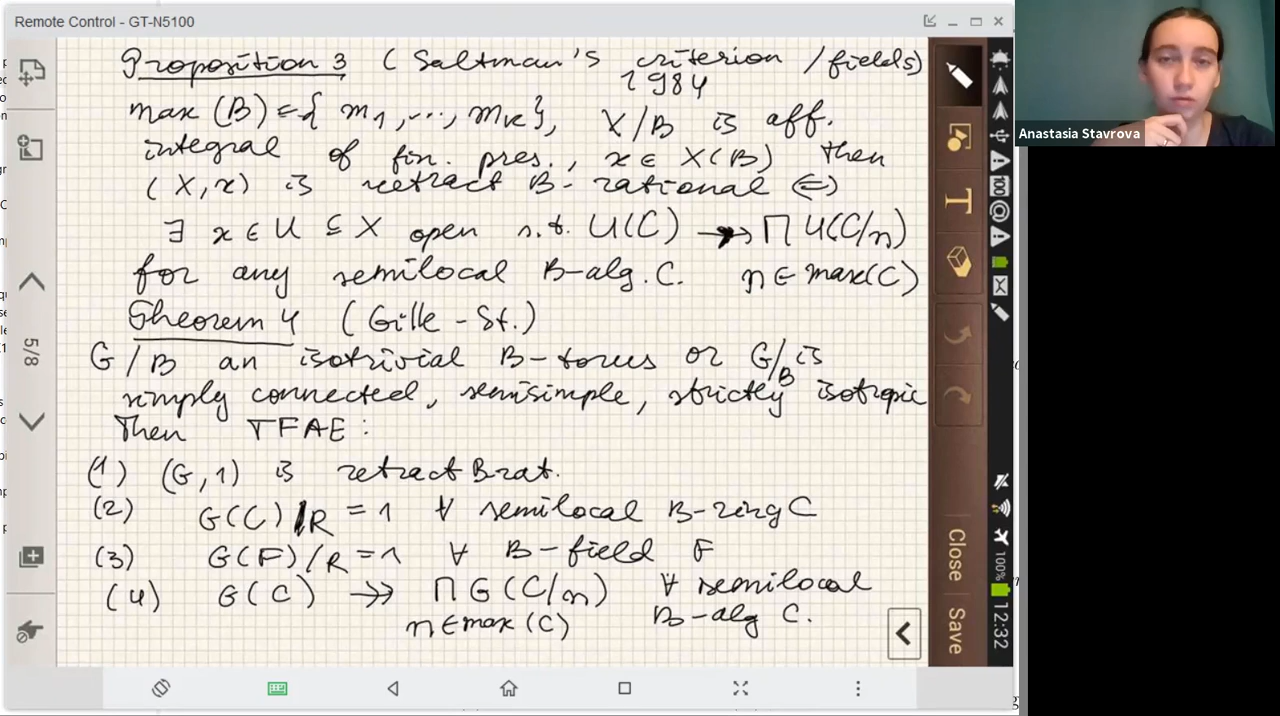 Remote Control - GT-N5100
Proposition 3 (Saltman's criterion / fields)
1984
max (B) = { m1, ..., mk}, X/B is aff.
integral of fin. pres., x ∈ X(B) then
(X, x) is retract B-rational ⇔
∃ x ∈ U ⊆ X open s.t. U(C) ↠ Π U(C/n)
for any semilocal B-alg. C. n ∈ max(C)
Theorem 4 (Gille - St.)
G/B an isotrivial B-torus or G/B is
simply connected, semisimple, strictly isotropic
Then TFAE:
(1) (G, 1) is retract B-rat.
(2) G(C)/R = 1 ∀ semilocal B-ring C
(3) G(F)/R = 1 ∀ B-field F
(4) G(C) ↠ Π G(C/n) ∀ semilocal
n ∈ max (C) B-alg C.
5/8
T
Close
Save
100%
12:32
Anastasia Stavrova